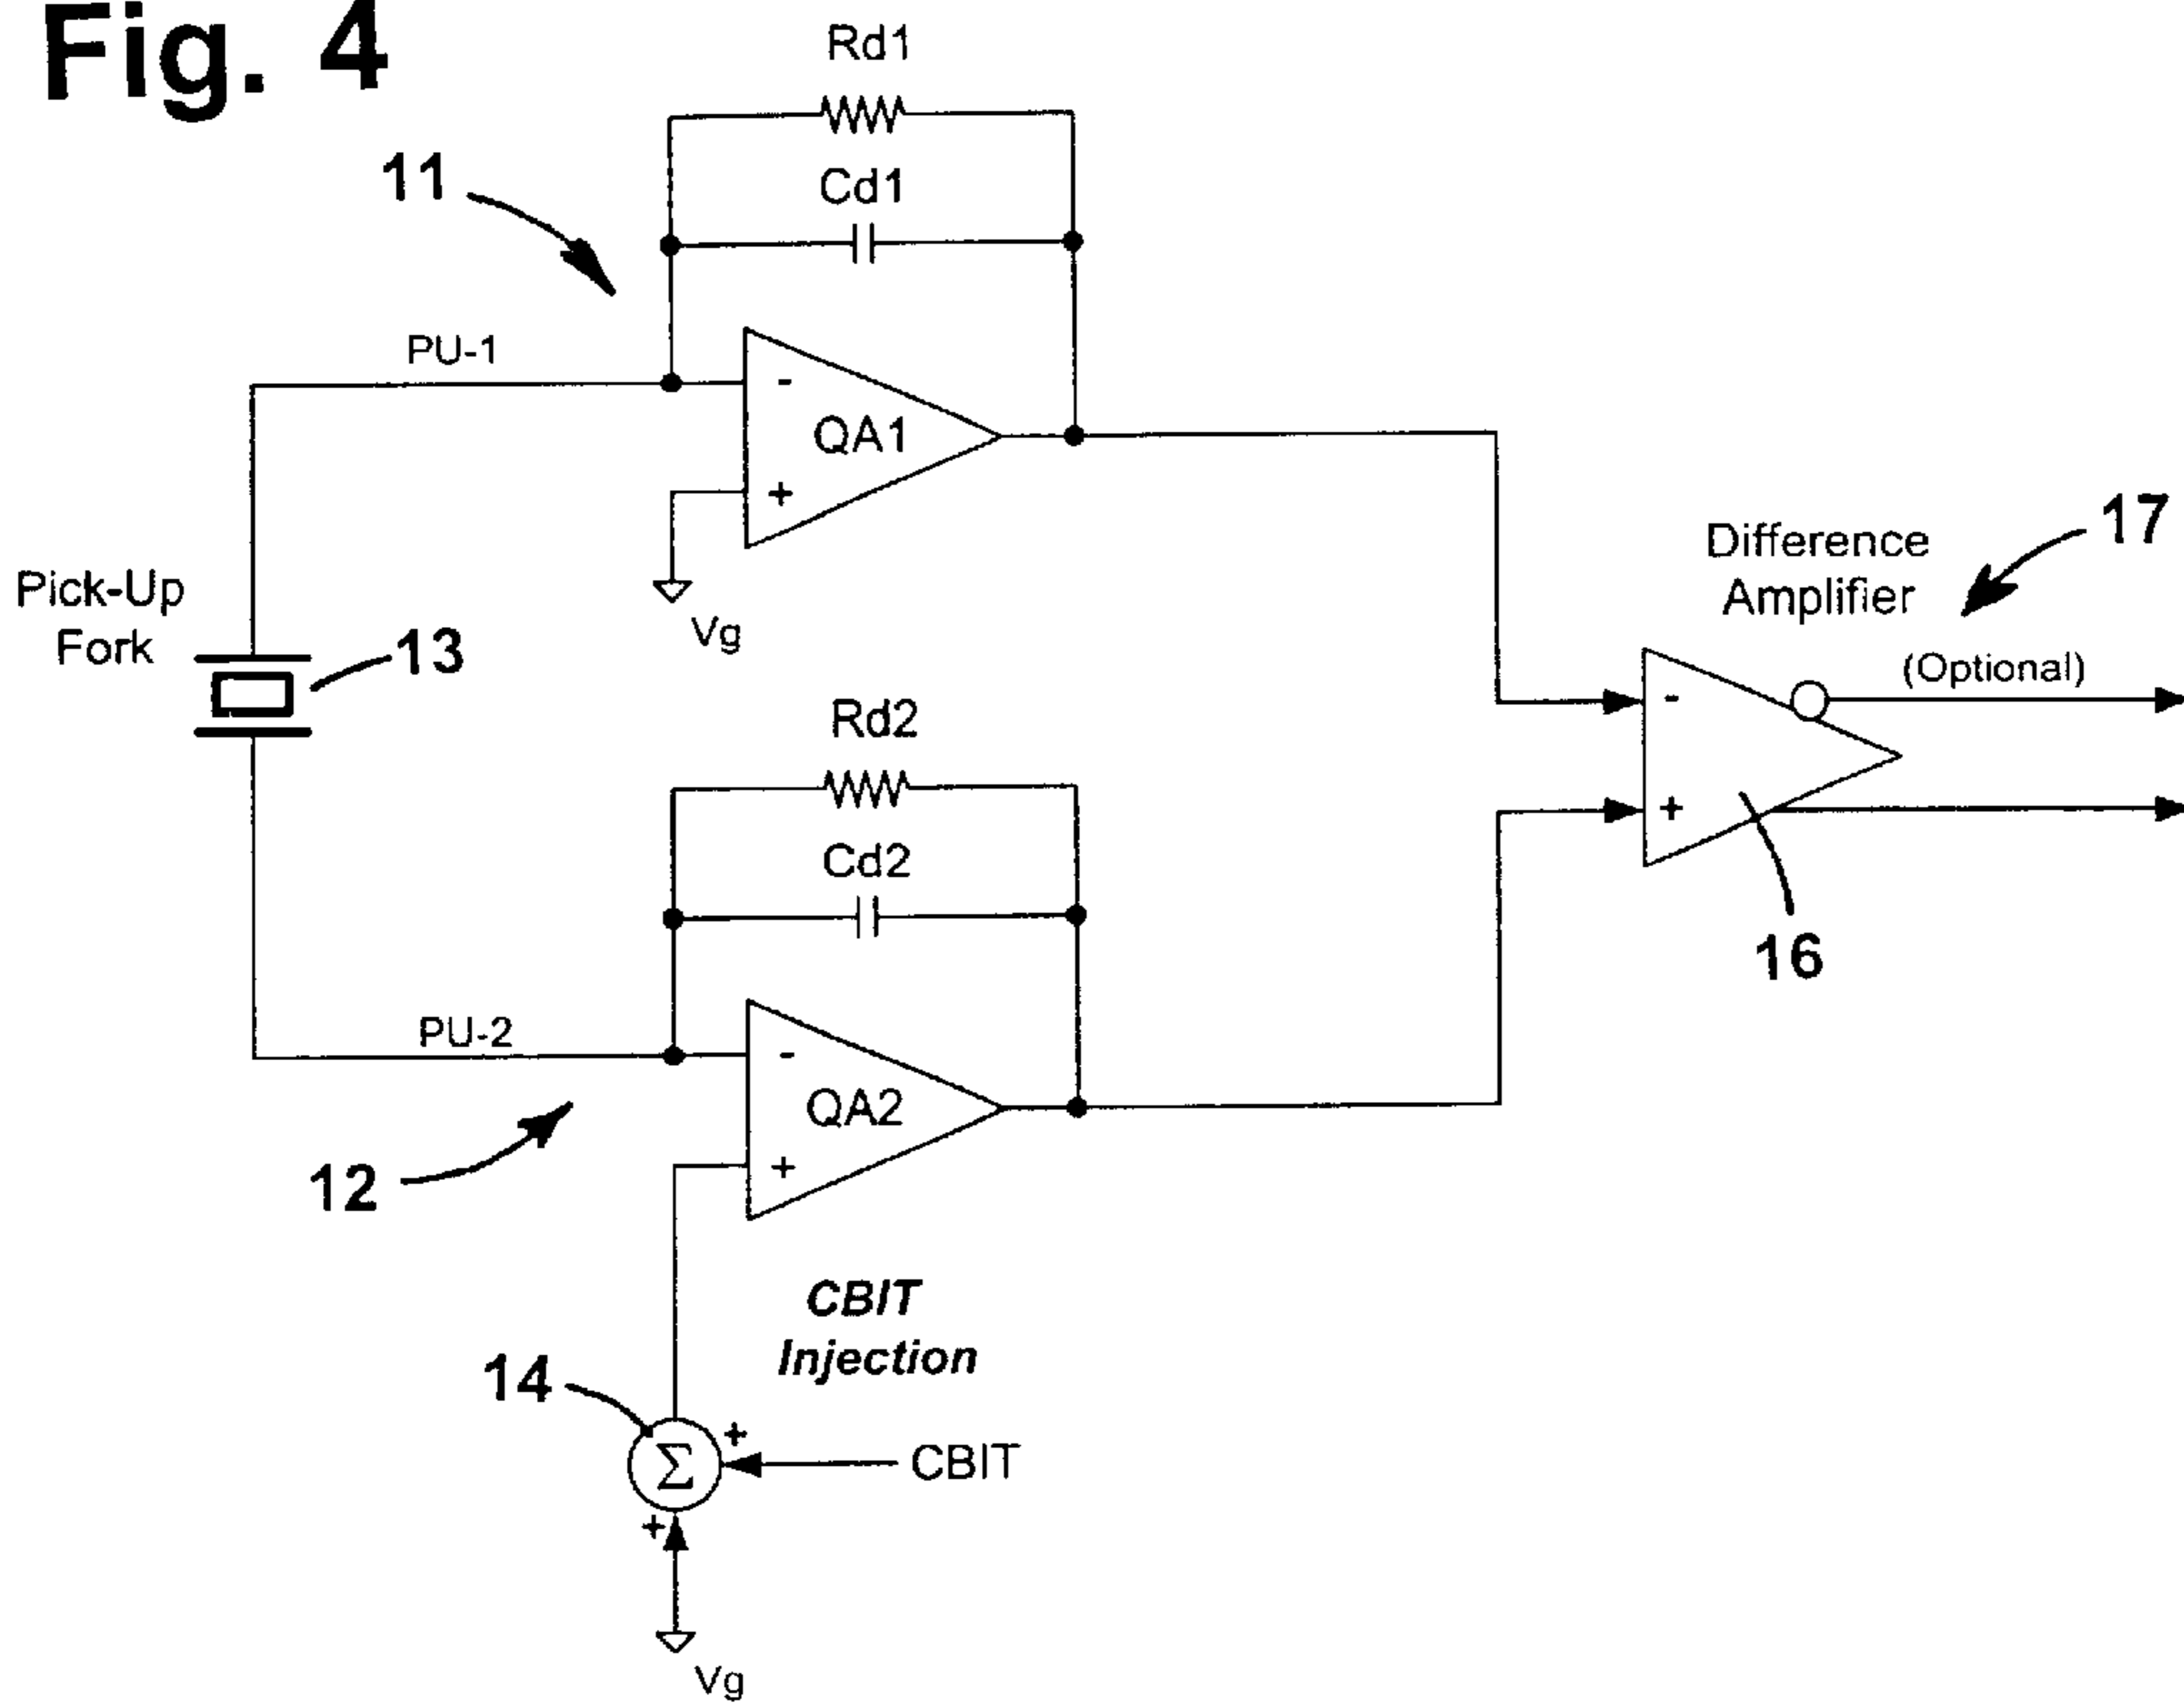 Fig. 4
Rd1
11
Cd1
PU-1
-
QA1
+
Vg
Pick-Up
Fork
13
Difference
Amplifier
17
(Optional)
-
+
16
Rd2
Cd2
PU-2
-
QA2
+
12
CBIT
Injection
14
Σ
+
CBIT
+
Vg